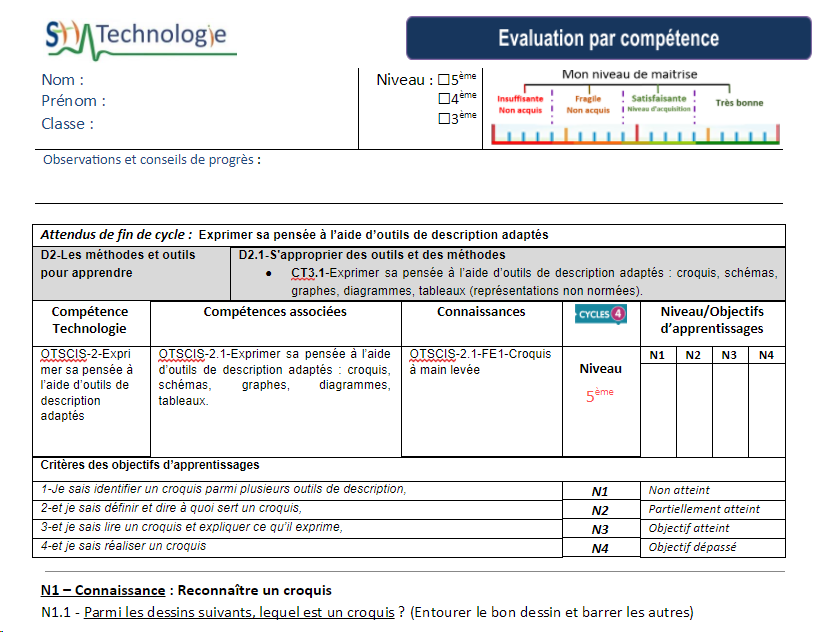 STI Technologie
Evaluation par compétence
Nom :
Prénom :
Classe :
Niveau : ☐5ème
☐4ème
☐3ème
Mon niveau de maitrise
Insuffisante
Non acquis
Fragile
Non acquis
Satisfaisante
Niveau d'acquisition
Très bonne
Observations et conseils de progrès :
Attendus de fin de cycle : Exprimer sa pensée à l'aide d'outils de description adaptés
D2-Les méthodes et outils
pour apprendre
D2.1-S'approprier des outils et des méthodes
• CT3.1-Exprimer sa pensée à l'aide d'outils de description adaptés : croquis, schémas,
graphes, diagrammes, tableaux (représentations non normées).
Compétence
Technologie
Compétences associées
Connaissances
CYCLES 4
Niveau/Objectifs
d'apprentissages
OTSCIS-2-Expri
mer sa pensée à
l'aide d'outils de
description
adaptés
OTSCIS-2.1-Exprimer sa pensée à l'aide
d'outils de description adaptés : croquis,
schémas, graphes, diagrammes,
tableaux.
OTSCIS-2.1-FE1-Croquis
à main levée
Niveau
5ème
N1 N2 N3 N4
Critères des objectifs d'apprentissages
1-Je sais identifier un croquis parmi plusieurs outils de description, N1 Non atteint
2-et je sais définir et dire à quoi sert un croquis, N2 Partiellement atteint
3-et je sais lire un croquis et expliquer ce qu'il exprime, N3 Objectif atteint
4-et je sais réaliser un croquis N4 Objectif dépassé
N1 – Connaissance : Reconnaître un croquis
N1.1 - Parmi les dessins suivants, lequel est un croquis ? (Entourer le bon dessin et barrer les autres)